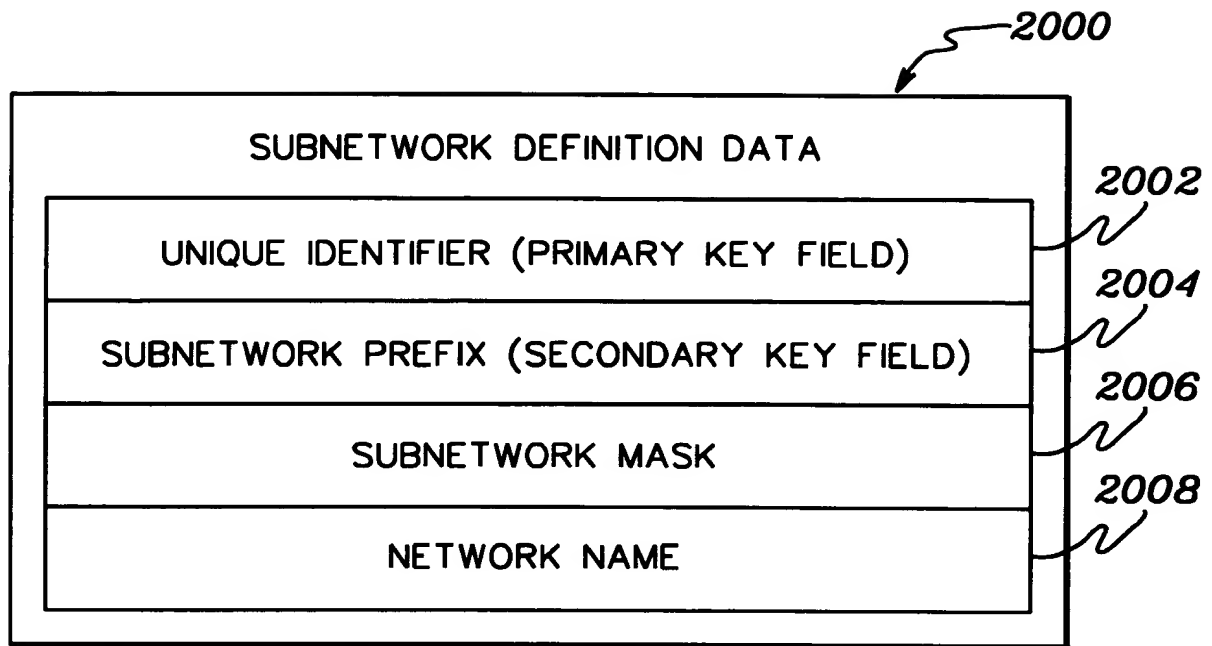 2000
SUBNETWORK DEFINITION DATA
2002
UNIQUE IDENTIFIER (PRIMARY KEY FIELD)
2004
SUBNETWORK PREFIX (SECONDARY KEY FIELD)
2006
SUBNETWORK MASK
2008
NETWORK NAME